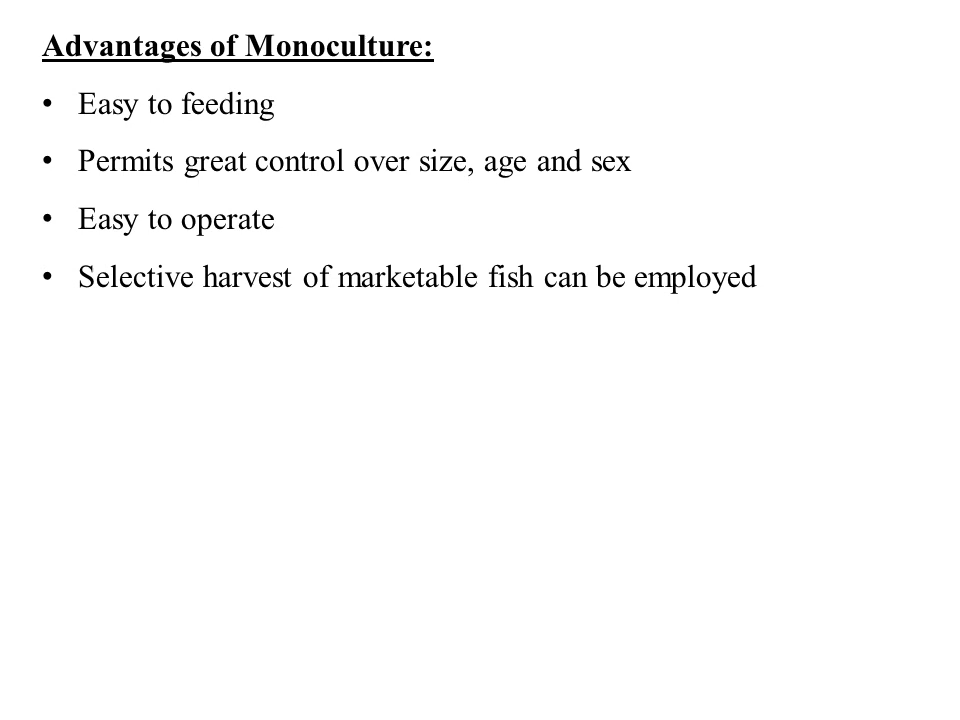 Advantages of Monoculture:
• Easy to feeding
• Permits great control over size, age and sex
• Easy to operate
• Selective harvest of marketable fish can be employed